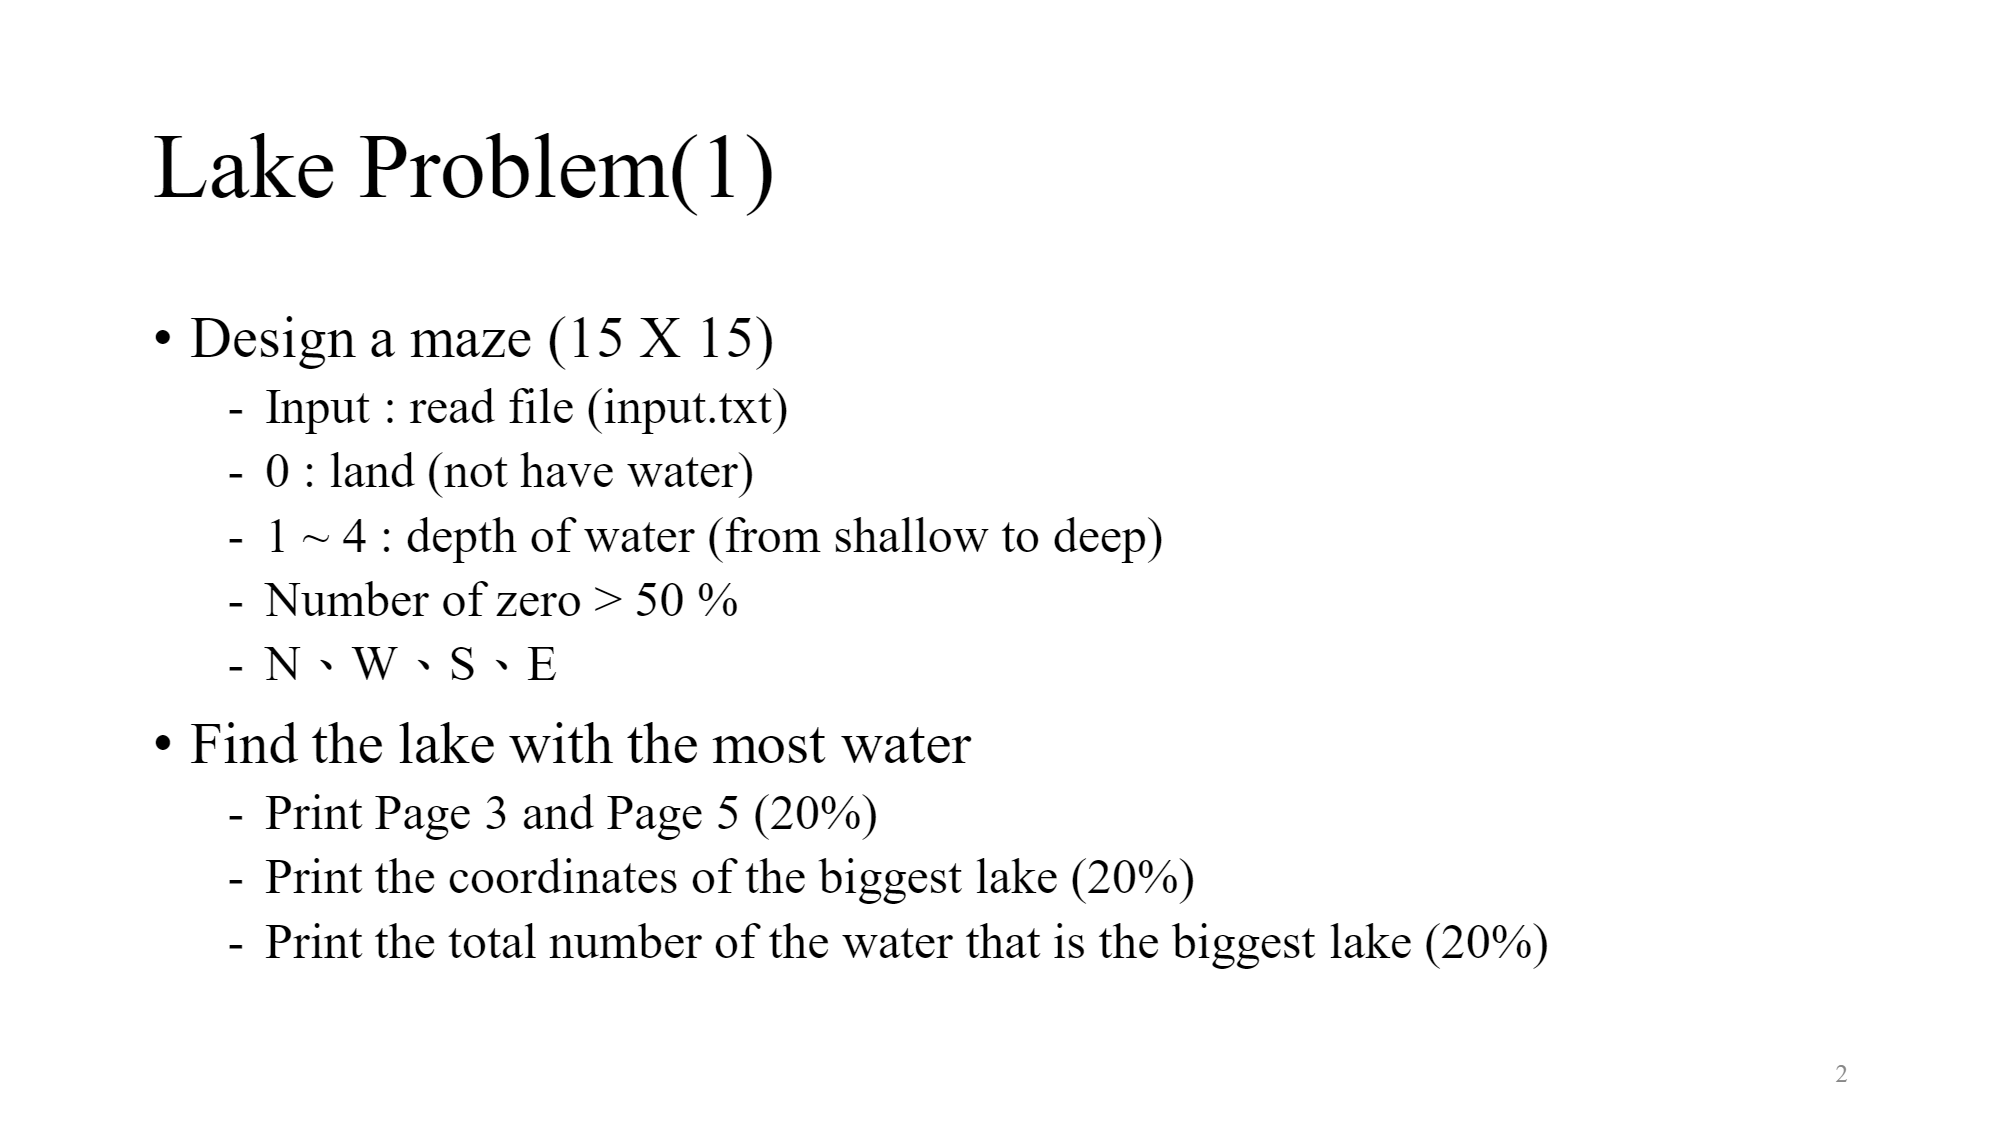 Lake Problem(1)
• Design a maze (15 X 15)
- Input : read file (input.txt)
- 0 : land (not have water)
- 1 ~ 4 : depth of water (from shallow to deep)
- Number of zero > 50 %
- N、W、S、E
• Find the lake with the most water
- Print Page 3 and Page 5 (20%)
- Print the coordinates of the biggest lake (20%)
- Print the total number of the water that is the biggest lake (20%)
2